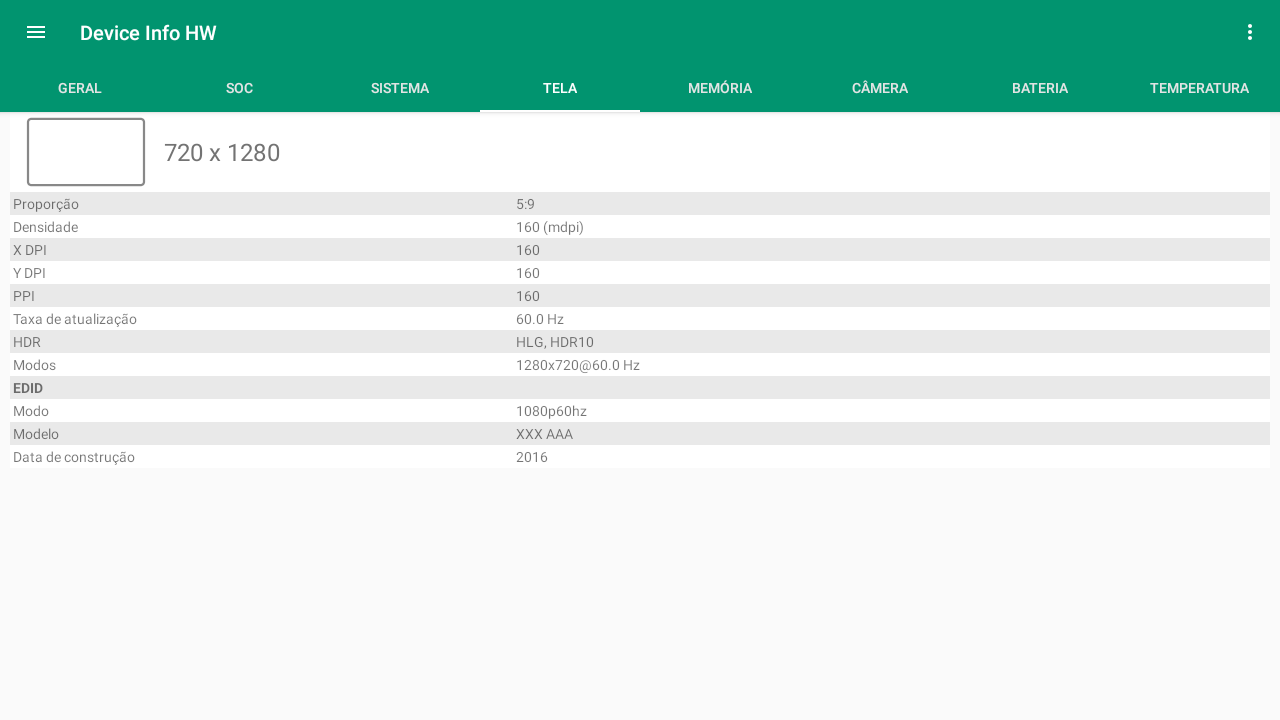 Device Info HW
GERAL SOC SISTEMA TELA MEMÓRIA CÂMERA BATERIA TEMPERATURA
720 x 1280
Proporção 5:9
Densidade 160 (mdpi)
X DPI 160
Y DPI 160
PPI 160
Taxa de atualização 60.0 Hz
HDR HLG, HDR10
Modos 1280x720@60.0 Hz
EDID
Modo 1080p60hz
Modelo XXX AAA
Data de construção 2016